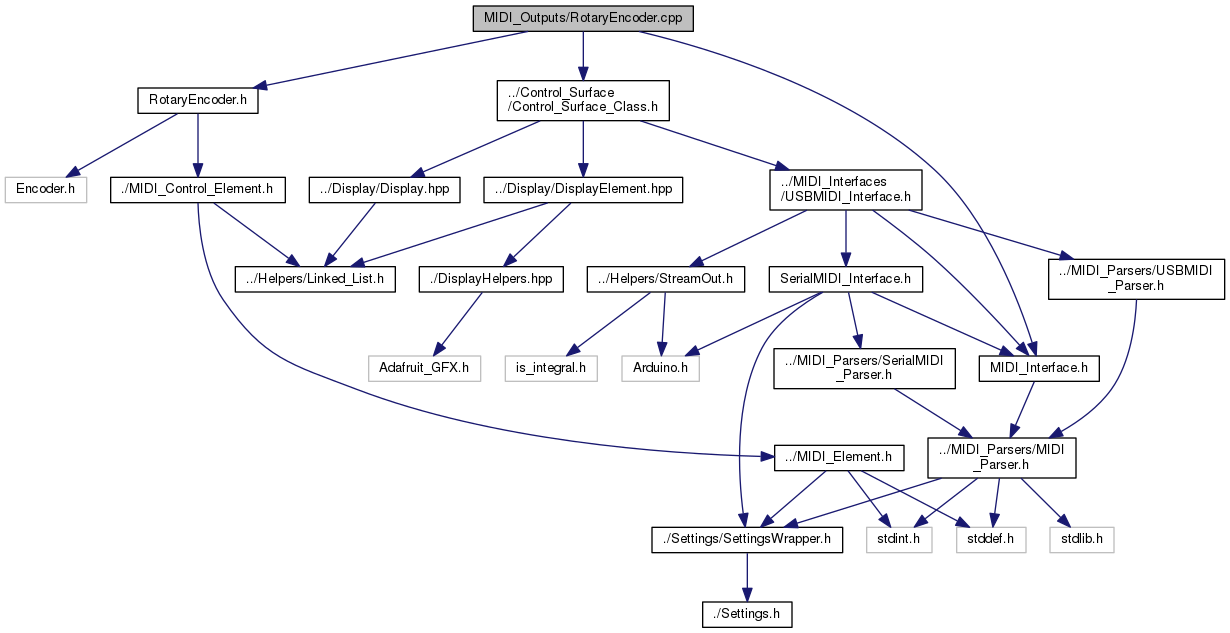 MIDI_Outputs/RotaryEncoder.cpp
RotaryEncoder.h
../Control_Surface
/Control_Surface_Class.h
Encoder.h
./MIDI_Control_Element.h
../Display/Display.hpp
../Display/DisplayElement.hpp
../MIDI_Interfaces
/USBMIDI_Interface.h
../Helpers/Linked_List.h
./DisplayHelpers.hpp
../Helpers/StreamOut.h
SerialMIDI_Interface.h
../MIDI_Parsers/USBMIDI
_Parser.h
Adafruit_GFX.h
is_integral.h
Arduino.h
../MIDI_Parsers/SerialMIDI
_Parser.h
MIDI_Interface.h
../MIDI_Element.h
../MIDI_Parsers/MIDI
_Parser.h
./Settings/SettingsWrapper.h
stdint.h
stddef.h
stdlib.h
./Settings.h